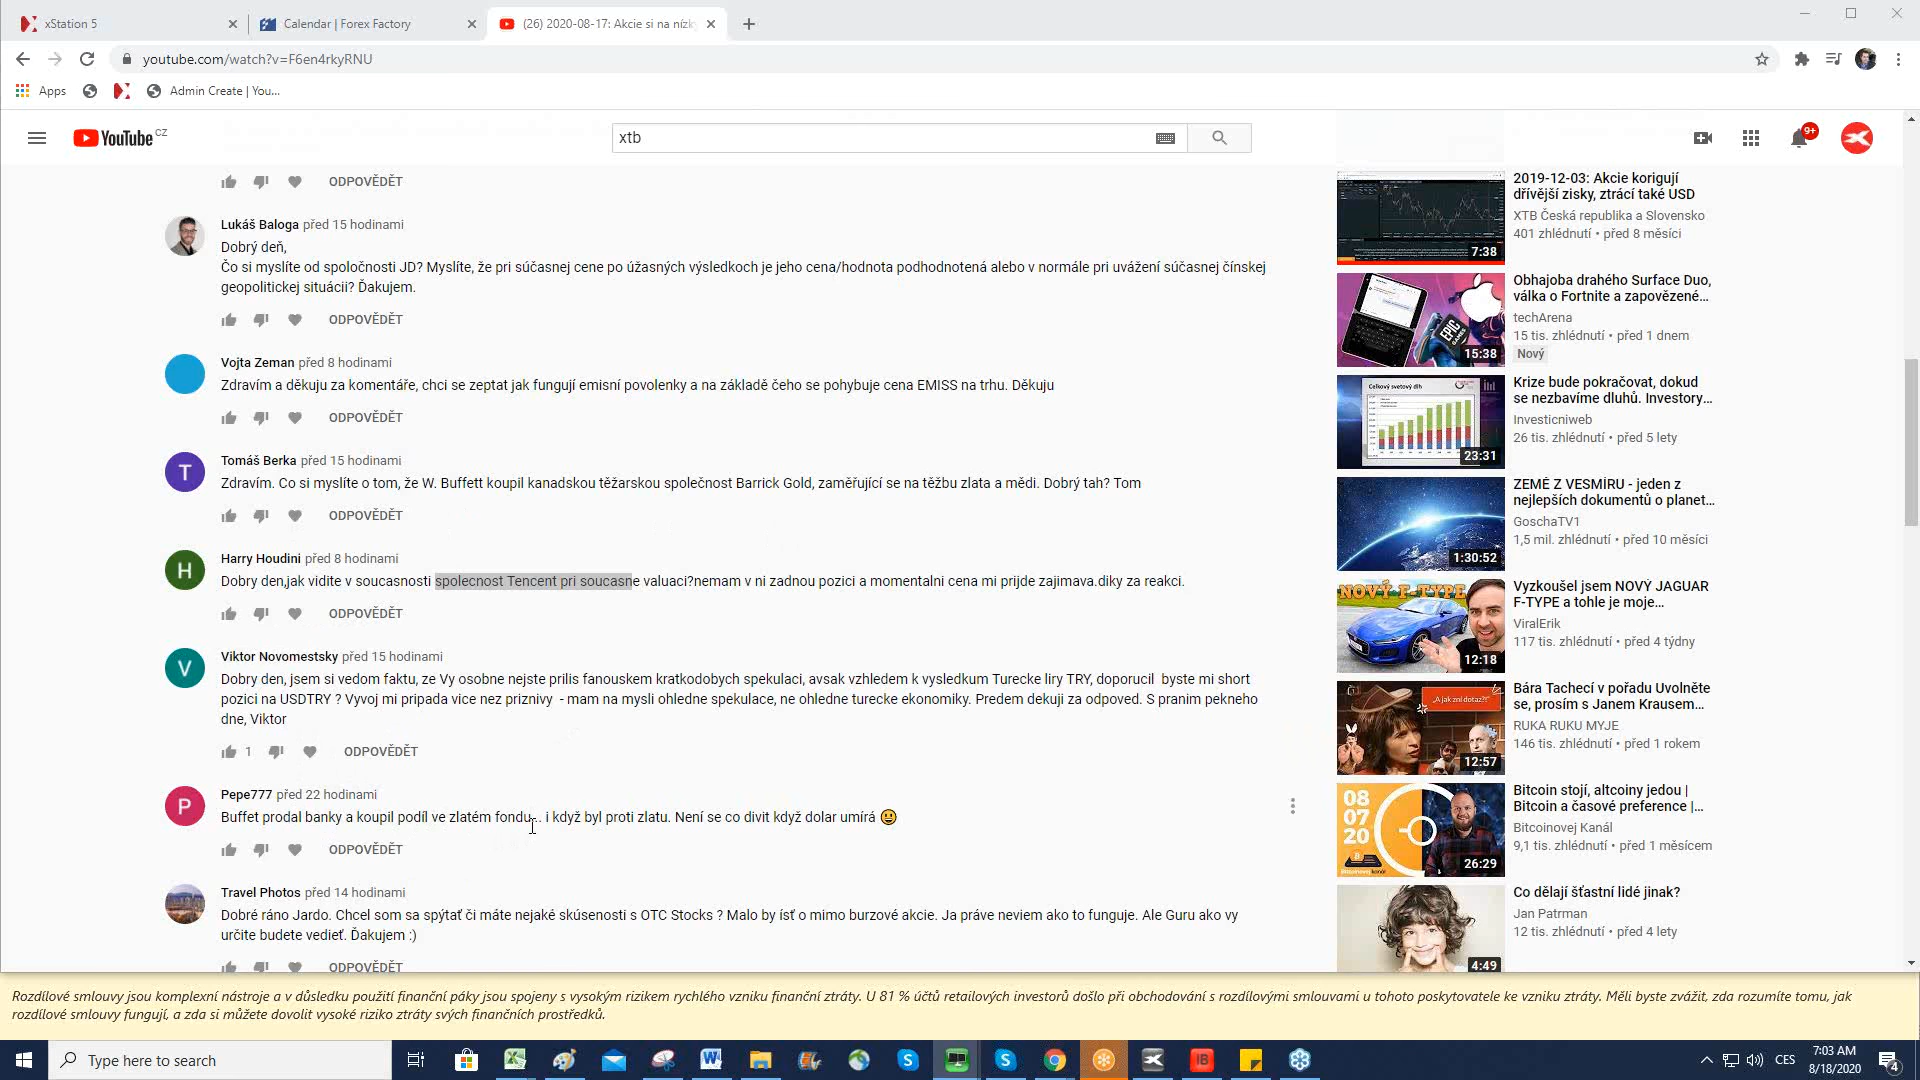 xStation 5
Calendar | Forex Factory
(26) 2020-08-17: Akcie si na nízk
youtube.com/watch?v=F6en4rkyRNU
Apps
Admin Create | You...
YouTube CZ
xtb
9+
ODPOVĚDĚT
Lukáš Baloga před 15 hodinami
Dobrý deň,
Čo si myslíte od spoločnosti JD? Myslíte, že pri súčasnej cene po úžasných výsledkoch je jeho cena/hodnota podhodnotená alebo v normále pri uvážení súčasnej čínskej
geopolitickej situácii? Ďakujem.
ODPOVĚDĚT
Vojta Zeman před 8 hodinami
Zdravím a děkuju za komentáře, chci se zeptat jak fungují emisní povolenky a na základě čeho se pohybuje cena EMISS na trhu. Děkuju
ODPOVĚDĚT
T
Tomáš Berka před 15 hodinami
Zdravím. Co si myslíte o tom, že W. Buffett koupil kanadskou těžarskou společnost Barrick Gold, zaměřující se na těžbu zlata a mědi. Dobrý tah? Tom
ODPOVĚDĚT
H
Harry Houdini před 8 hodinami
Dobry den,jak vidite v soucasnosti spolecnost Tencent pri soucasne valuaci?nemam v ni zadnou pozici a momentalni cena mi prijde zajimava.diky za reakci.
ODPOVĚDĚT
V
Viktor Novomestsky před 15 hodinami
Dobry den, jsem si vedom faktu, ze Vy osobne nejste prilis fanouskem kratkodobych spekulaci, avsak vzhledem k vysledkum Turecke liry TRY, doporucil  byste mi short
pozici na USDTRY ? Vyvoj mi pripada vice nez priznivy  - mam na mysli ohledne spekulace, ne ohledne turecke ekonomiky. Predem dekuji za odpoved. S pranim pekneho
dne, Viktor
1
ODPOVĚDĚT
P
Pepe777 před 22 hodinami
Buffet prodal banky a koupil podíl ve zlatém fondu... i když byl proti zlatu. Není se co divit když dolar umírá 😀
ODPOVĚDĚT
Travel Photos před 14 hodinami
Dobré ráno Jardo. Chcel som sa spýtať či máte nejaké skúsenosti s OTC Stocks ? Malo by ísť o mimo burzové akcie. Ja práve neviem ako to funguje. Ale Guru ako vy
určite budete vedieť. Ďakujem :)
ODPOVĚDĚT
7:38
2019-12-03: Akcie korigují
dřívější zisky, ztrácí také USD
XTB Česká republika a Slovensko
401 zhlédnutí • před 8 měsíci
EPIC
15:38
Obhajoba drahého Surface Duo,
válka o Fortnite a zapovězené...
techArena
15 tis. zhlédnutí • před 1 dnem
Nový
Celkový světový dluh
23:31
Krize bude pokračovat, dokud
se nezbavíme dluhů. Investory...
Investicniweb
26 tis. zhlédnutí • před 5 lety
1:30:52
ZEMĚ Z VESMÍRU - jeden z
nejlepších dokumentů o planet...
GoschaTV1
1,5 mil. zhlédnutí • před 10 měsíci
NOVÝ F-TYPE
12:18
Vyzkoušel jsem NOVÝ JAGUAR
F-TYPE a tohle je moje...
ViralErik
117 tis. zhlédnutí • před 4 týdny
"A jak zní dotaz?!"
12:57
Bára Tachecí v pořadu Uvolněte
se, prosím s Janem Krausem...
RUKA RUKU MYJE
146 tis. zhlédnutí • před 1 rokem
08
07
20
26:29
Bitcoin stojí, altcoiny jedou |
Bitcoin a časové preference |...
Bitcoinovej Kanál
9,1 tis. zhlédnutí • před 1 měsícem
4:49
Co dělají šťastní lidé jinak?
Jan Patrman
12 tis. zhlédnutí • před 4 lety
Rozdílové smlouvy jsou komplexní nástroje a v důsledku použití finanční páky jsou spojeny s vysokým rizikem rychlého vzniku finanční ztráty. U 81 % účtů retailových investorů došlo při obchodování s rozdílovými smlouvami u tohoto poskytovatele ke vzniku ztráty. Měli byste zvážit, zda rozumíte tomu, jak
rozdílové smlouvy fungují, a zda si můžete dovolit vysoké riziko ztráty svých finančních prostředků.
Type here to search
CES
7:03 AM
8/18/2020
4